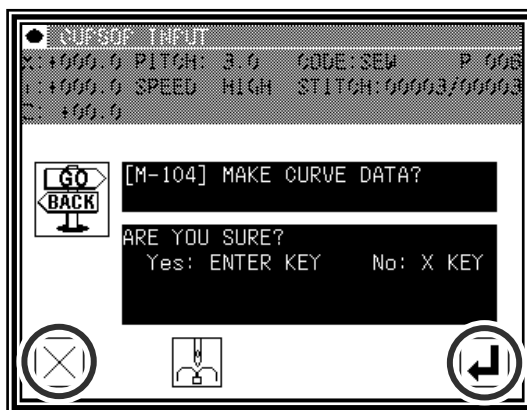 CURSOR INPUT
X:+000.0 PITCH: 3.0 CODE:SEW P 006
Y:+000.0 SPEED HIGH STITCH:00003/00003
C: +00.0
GO
BACK
[M-104] MAKE CURVE DATA?
ARE YOU SURE?
Yes: ENTER KEY No: X KEY